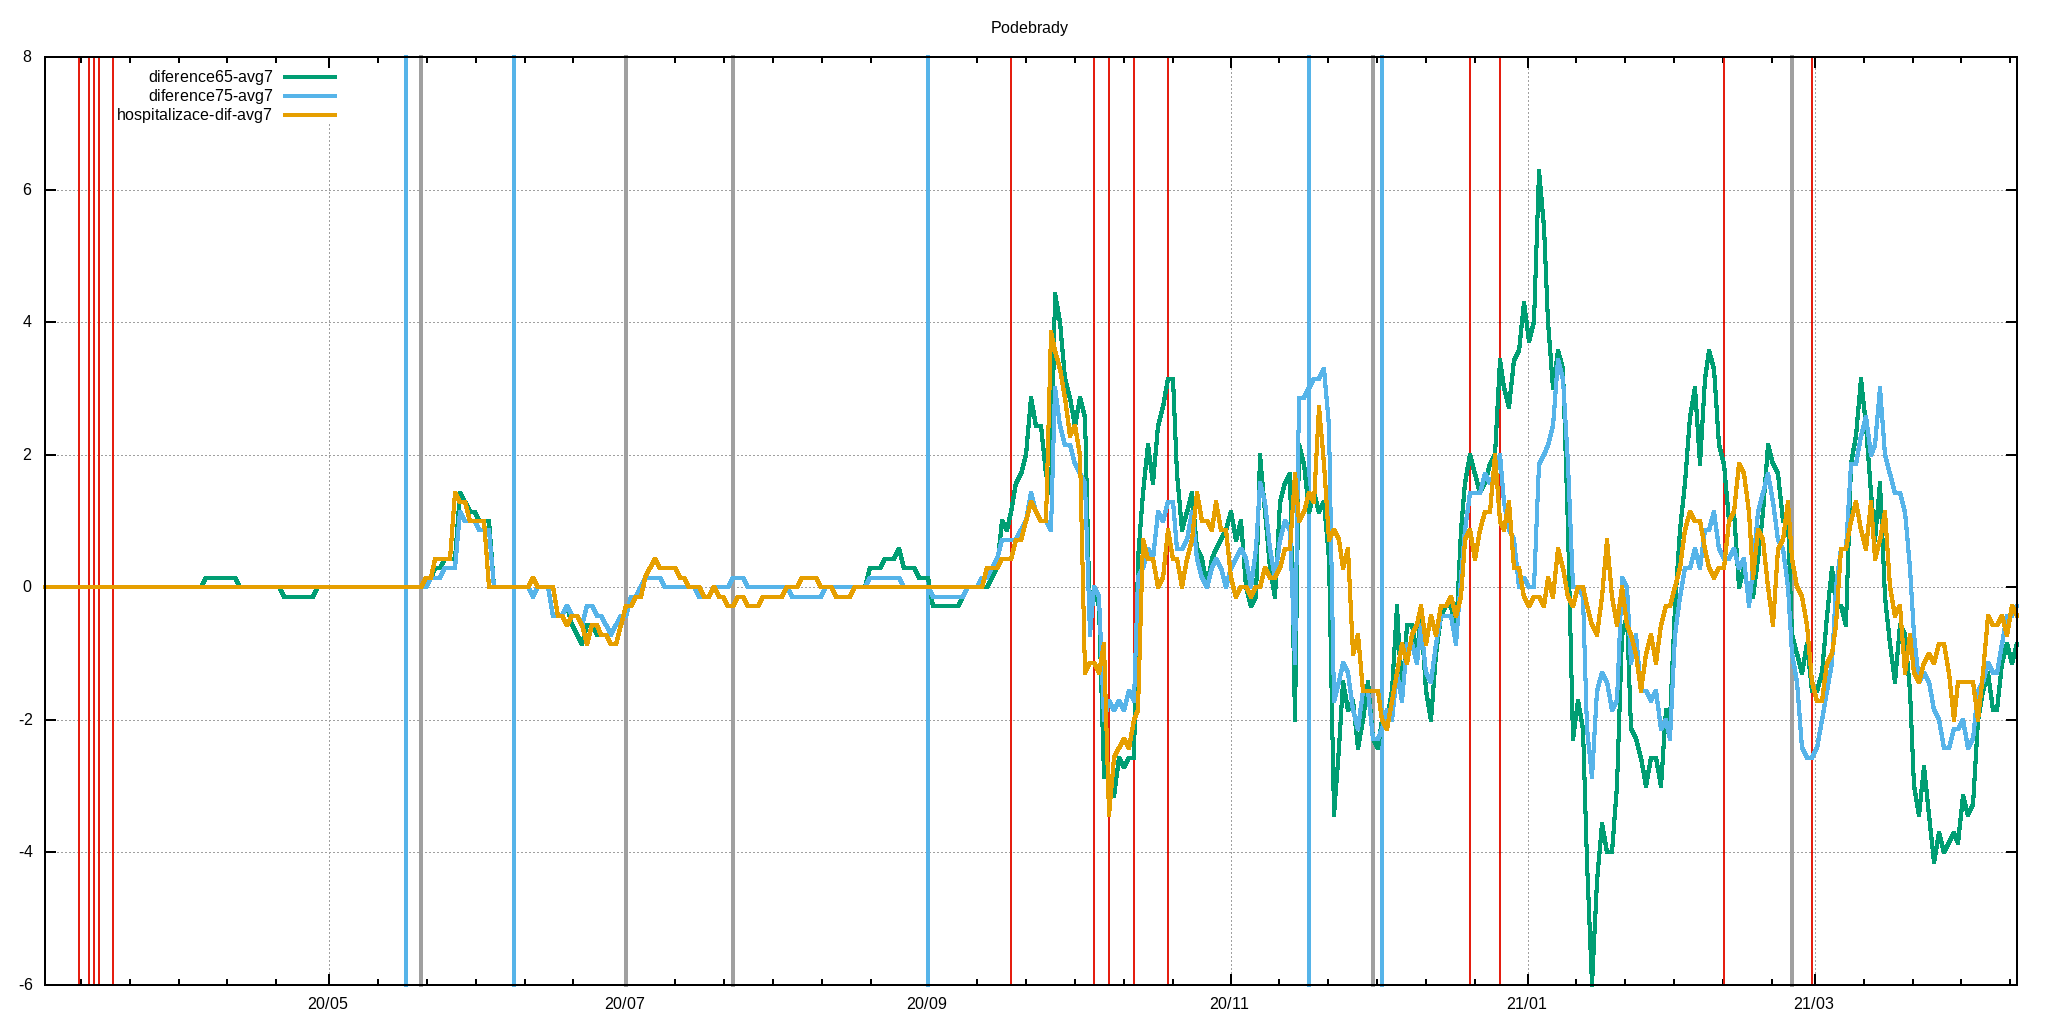 Podebrady
8
diference65-avg7
diference75-avg7
hospitalizace-dif-avg7
6
4
2
0
-2
-4
-6
20/05 20/07 20/09 20/11 21/01 21/03